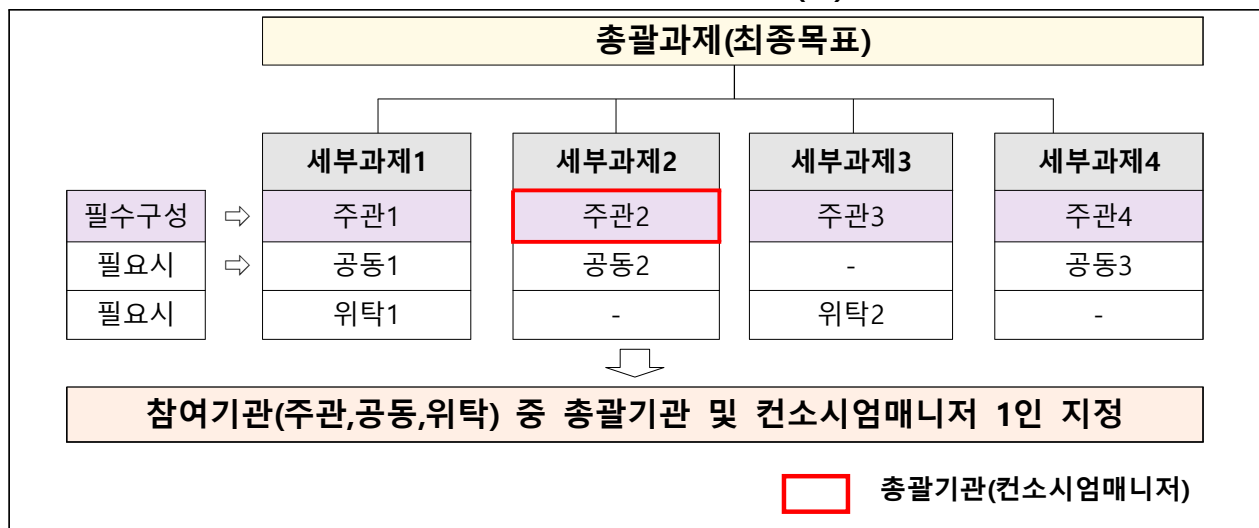 총괄과제(최종목표)
세부과제1 세부과제2 세부과제3 세부과제4
필수구성 ⇨ 주관1 주관2 주관3 주관4
필요시 ⇨ 공동1 공동2 - 공동3
필요시 위탁1 - 위탁2 -
참여기관(주관,공동,위탁) 중 총괄기관 및 컨소시엄매니저 1인 지정
총괄기관(컨소시엄매니저)